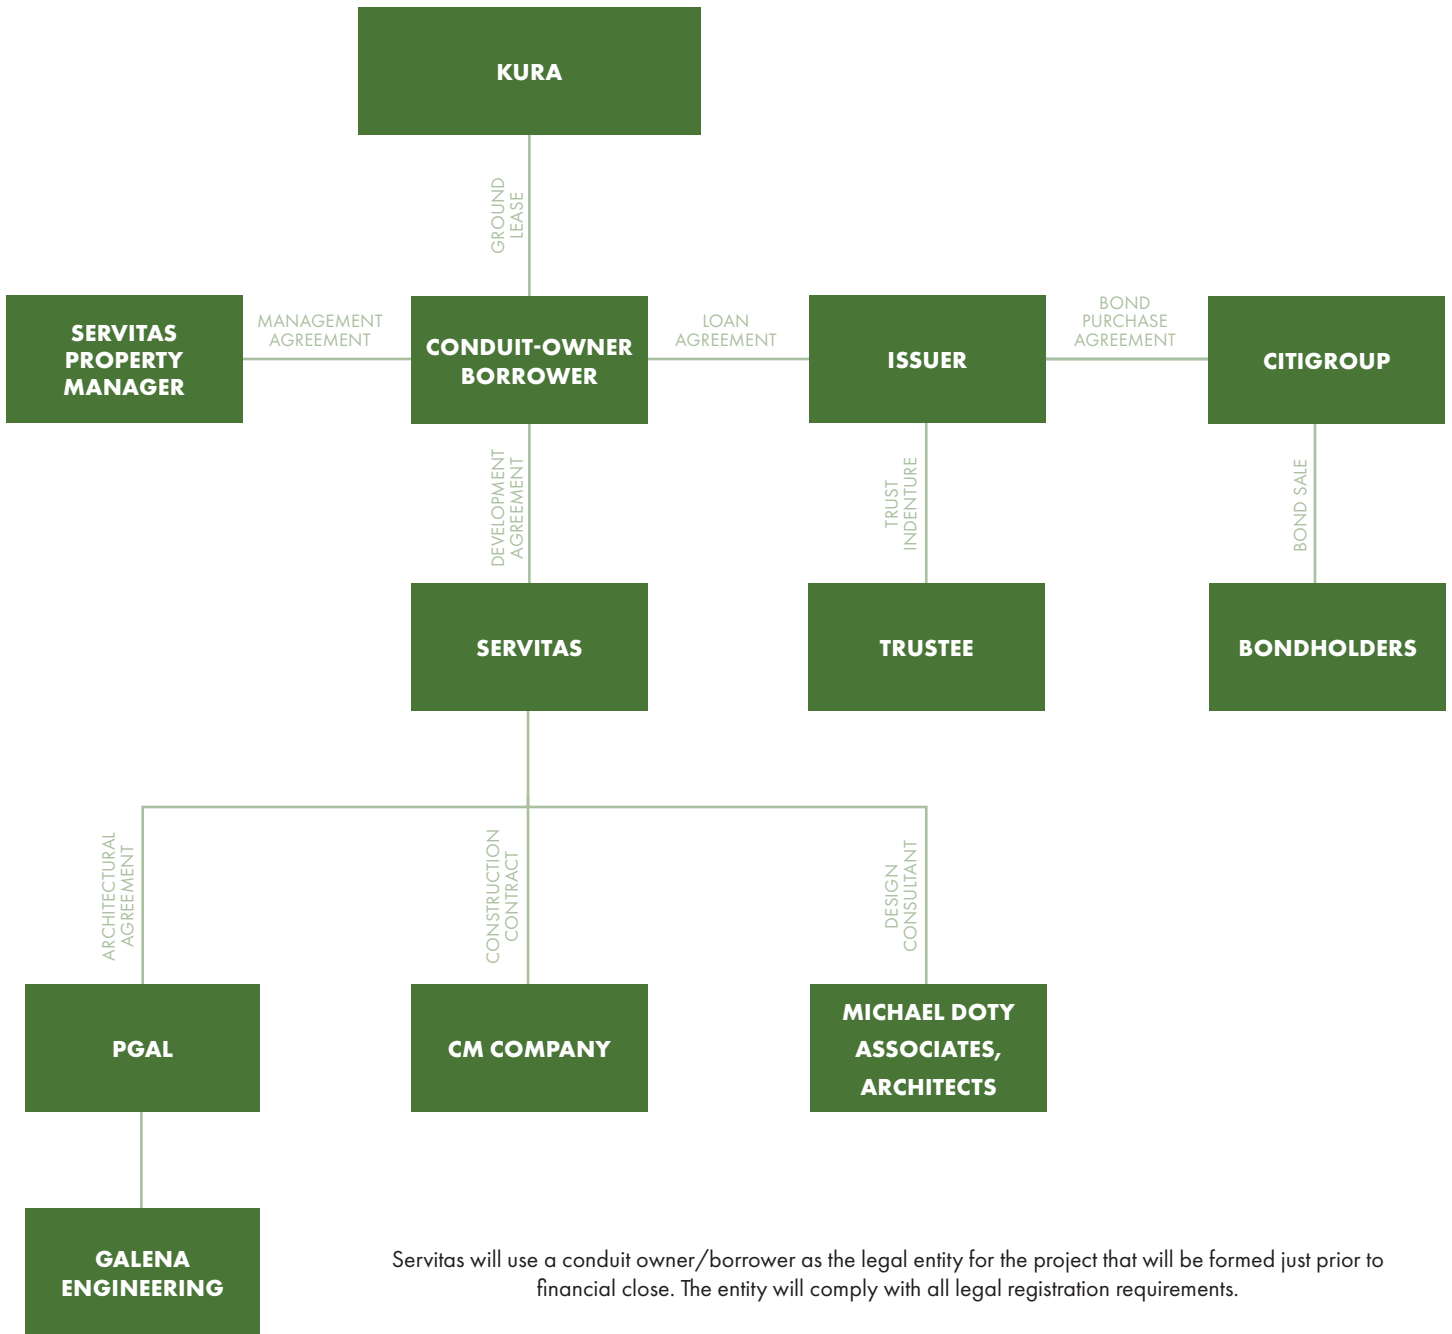 KURA
GROUND
LEASE
SERVITAS
PROPERTY
MANAGER
MANAGEMENT
AGREEMENT
CONDUIT-OWNER
BORROWER
LOAN
AGREEMENT
ISSUER
BOND
PURCHASE
AGREEMENT
CITIGROUP
DEVELOPMENT
AGREEMENT
TRUST
INDENTURE
BOND SALE
SERVITAS
TRUSTEE
BONDHOLDERS
ARCHITECTURAL
AGREEMENT
CONSTRUCTION
CONTRACT
DESIGN
CONSULTANT
PGAL
CM COMPANY
MICHAEL DOTY
ASSOCIATES,
ARCHITECTS
GALENA
ENGINEERING
Servitas will use a conduit owner/borrower as the legal entity for the project that will be formed just prior to
financial close. The entity will comply with all legal registration requirements.